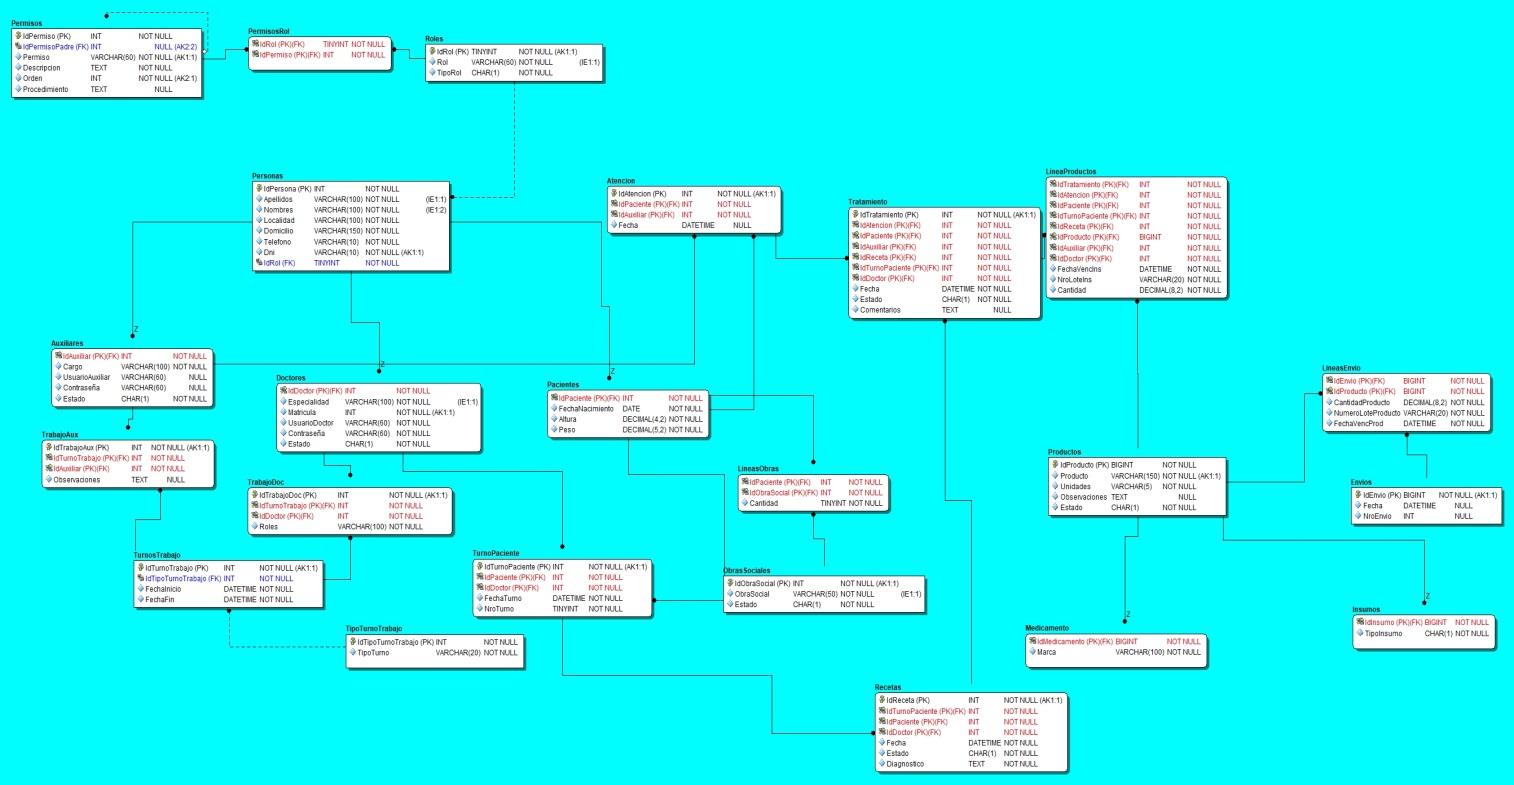 Permisos
IdPermiso (PK) INT NOT NULL
IdPermisoPadre (FK) INT NULL (AK2:2)
Permiso VARCHAR(60) NOT NULL (AK1:1)
Descripcion TEXT NOT NULL
Orden INT NOT NULL (AK2:1)
Procedimiento TEXT NULL
PermisosRol
IdRol (PK)(FK) TINYINT NOT NULL
IdPermiso (PK)(FK) INT NOT NULL
Roles
IdRol (PK) TINYINT NOT NULL (AK1:1)
Rol VARCHAR(60) NOT NULL (IE1:1)
TipoRol CHAR(1) NOT NULL
Personas
IdPersona (PK) INT NOT NULL
Apellidos VARCHAR(100) NOT NULL (IE1:1)
Nombres VARCHAR(100) NOT NULL (IE1:2)
Localidad VARCHAR(100) NOT NULL
Domicilio VARCHAR(150) NOT NULL
Telefono VARCHAR(10) NOT NULL
Dni VARCHAR(10) NOT NULL (AK1:1)
IdRol (FK) TINYINT NOT NULL
Atencion
IdAtencion (PK) INT NOT NULL (AK1:1)
IdPaciente (PK)(FK) INT NOT NULL
IdAuxiliar (PK)(FK) INT NOT NULL
Fecha DATETIME NULL
Tratamiento
IdTratamiento (PK) INT NOT NULL (AK1:1)
IdAtencion (PK)(FK) INT NOT NULL
IdPaciente (PK)(FK) INT NOT NULL
IdAuxiliar (PK)(FK) INT NOT NULL
IdReceta (PK)(FK) INT NOT NULL
IdTurnoPaciente (PK)(FK) INT NOT NULL
IdDoctor (PK)(FK) INT NOT NULL
Fecha DATETIME NOT NULL
Estado CHAR(1) NOT NULL
Comentarios TEXT NULL
LineaProductos
IdTratamiento (PK)(FK) INT NOT NULL
IdAtencion (PK)(FK) INT NOT NULL
IdPaciente (PK)(FK) INT NOT NULL
IdTurnoPaciente (PK)(FK) INT NOT NULL
IdReceta (PK)(FK) INT NOT NULL
IdProducto (PK)(FK) BIGINT NOT NULL
IdAuxiliar (PK)(FK) INT NOT NULL
IdDoctor (PK)(FK) INT NOT NULL
FechaVencIns DATETIME NOT NULL
NroLoteIns VARCHAR(20) NOT NULL
Cantidad DECIMAL(8,2) NOT NULL
Z
Auxiliares
IdAuxiliar (PK)(FK) INT NOT NULL
Cargo VARCHAR(100) NOT NULL
UsuarioAuxiliar VARCHAR(60) NULL
Contraseña VARCHAR(60) NULL
Estado CHAR(1) NOT NULL
Z
Doctores
IdDoctor (PK)(FK) INT NOT NULL
Especialidad VARCHAR(100) NOT NULL (IE1:1)
Matricula INT NOT NULL (AK1:1)
UsuarioDoctor VARCHAR(60) NOT NULL
Contraseña VARCHAR(60) NOT NULL
Estado CHAR(1) NOT NULL
Z
Pacientes
IdPaciente (PK)(FK) INT NOT NULL
FechaNacimiento DATE NOT NULL
Altura DECIMAL(4,2) NOT NULL
Peso DECIMAL(5,2) NOT NULL
LineasEnvio
IdEnvio (PK)(FK) BIGINT NOT NULL
IdProducto (PK)(FK) BIGINT NOT NULL
CantidadProducto DECIMAL(8,2) NOT NULL
NumeroLoteProducto VARCHAR(20) NOT NULL
FechaVencProd DATETIME NOT NULL
TrabajoAux
IdTrabajoAux (PK) INT NOT NULL (AK1:1)
IdTurnoTrabajo (PK)(FK) INT NOT NULL
IdAuxiliar (PK)(FK) INT NOT NULL
Observaciones TEXT NULL
TrabajoDoc
IdTrabajoDoc (PK) INT NOT NULL (AK1:1)
IdTurnoTrabajo (PK)(FK) INT NOT NULL
IdDoctor (PK)(FK) INT NOT NULL
Roles VARCHAR(100) NOT NULL
LineasObras
IdPaciente (PK)(FK) INT NOT NULL
IdObraSocial (PK)(FK) INT NOT NULL
Cantidad TINYINT NOT NULL
Productos
IdProducto (PK) BIGINT NOT NULL
Producto VARCHAR(150) NOT NULL (AK1:1)
Unidades VARCHAR(5) NOT NULL
Observaciones TEXT NULL
Estado CHAR(1) NOT NULL
Envios
IdEnvio (PK) BIGINT NOT NULL (AK1:1)
Fecha DATETIME NULL
NroEnvio INT NULL
TurnosTrabajo
IdTurnoTrabajo (PK) INT NOT NULL (AK1:1)
IdTipoTurnoTrabajo (FK) INT NOT NULL
FechaInicio DATETIME NOT NULL
FechaFin DATETIME NOT NULL
TurnoPaciente
IdTurnoPaciente (PK) INT NOT NULL (AK1:1)
IdPaciente (PK)(FK) INT NOT NULL
IdDoctor (PK)(FK) INT NOT NULL
FechaTurno DATETIME NOT NULL
NroTurno TINYINT NOT NULL
ObrasSociales
IdObraSocial (PK) INT NOT NULL (AK1:1)
ObraSocial VARCHAR(50) NOT NULL (IE1:1)
Estado CHAR(1) NOT NULL
TipoTurnoTrabajo
IdTipoTurnoTrabajo (PK) INT NOT NULL
TipoTurno VARCHAR(20) NOT NULL
Z
Medicamento
IdMedicamento (PK)(FK) BIGINT NOT NULL
Marca VARCHAR(100) NOT NULL
Z
Insumos
IdInsumo (PK)(FK) BIGINT NOT NULL
TipoInsumo CHAR(1) NOT NULL
Recetas
IdReceta (PK) INT NOT NULL (AK1:1)
IdTurnoPaciente (PK)(FK) INT NOT NULL
IdPaciente (PK)(FK) INT NOT NULL
IdDoctor (PK)(FK) INT NOT NULL
Fecha DATETIME NOT NULL
Estado CHAR(1) NOT NULL
Diagnostico TEXT NOT NULL